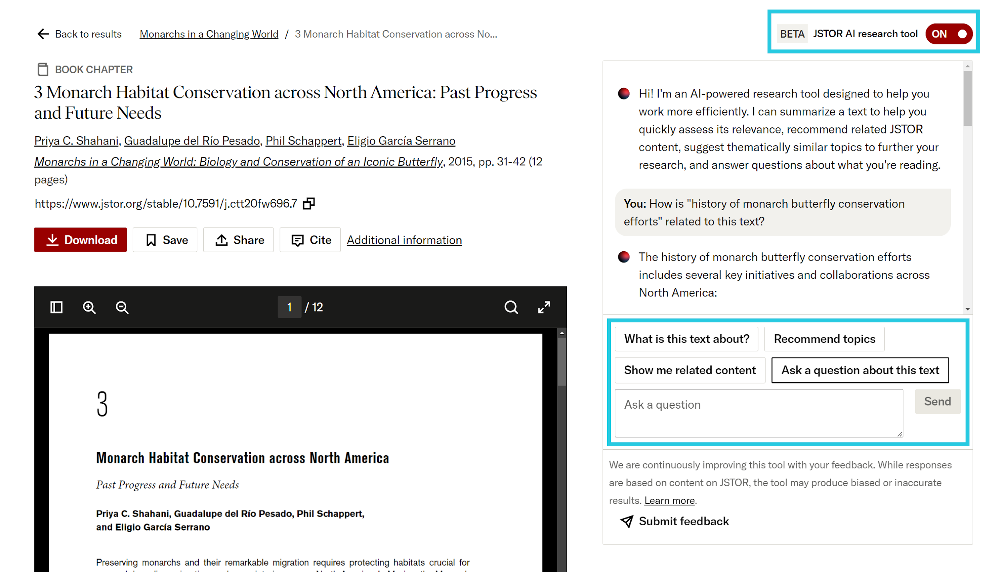 Back to results
Monarchs in a Changing World / 3 Monarch Habitat Conservation across No...
BETA JSTOR AI research tool ON
BOOK CHAPTER
3 Monarch Habitat Conservation across North America: Past Progress
and Future Needs
Priya C. Shahani, Guadalupe del Río Pesado, Phil Schappert, Eligio García Serrano
Monarchs in a Changing World: Biology and Conservation of an Iconic Butterfly, 2015, pp. 31-42 (12
pages)
https://www.jstor.org/stable/10.7591/j.ctt20fw696.7
Download
Save
Share
Cite
Additional information
1 / 12
3
Monarch Habitat Conservation across North America
Past Progress and Future Needs
Priya C. Shahani, Guadalupe del Río Pesado, Phil Schappert,
and Eligio García Serrano
Preserving monarchs and their remarkable migration requires protecting habitats crucial for
Hi! I'm an AI-powered research tool designed to help you
work more efficiently. I can summarize a text to help you
quickly assess its relevance, recommend related JSTOR
content, suggest thematically similar topics to further your
research, and answer questions about what you're reading.
You: How is "history of monarch butterfly conservation
efforts" related to this text?
The history of monarch butterfly conservation efforts
includes several key initiatives and collaborations across
North America:
What is this text about?
Recommend topics
Show me related content
Ask a question about this text
Ask a question
Send
We are continuously improving this tool with your feedback. While responses
are based on content on JSTOR, the tool may produce biased or inaccurate
results. Learn more.
Submit feedback